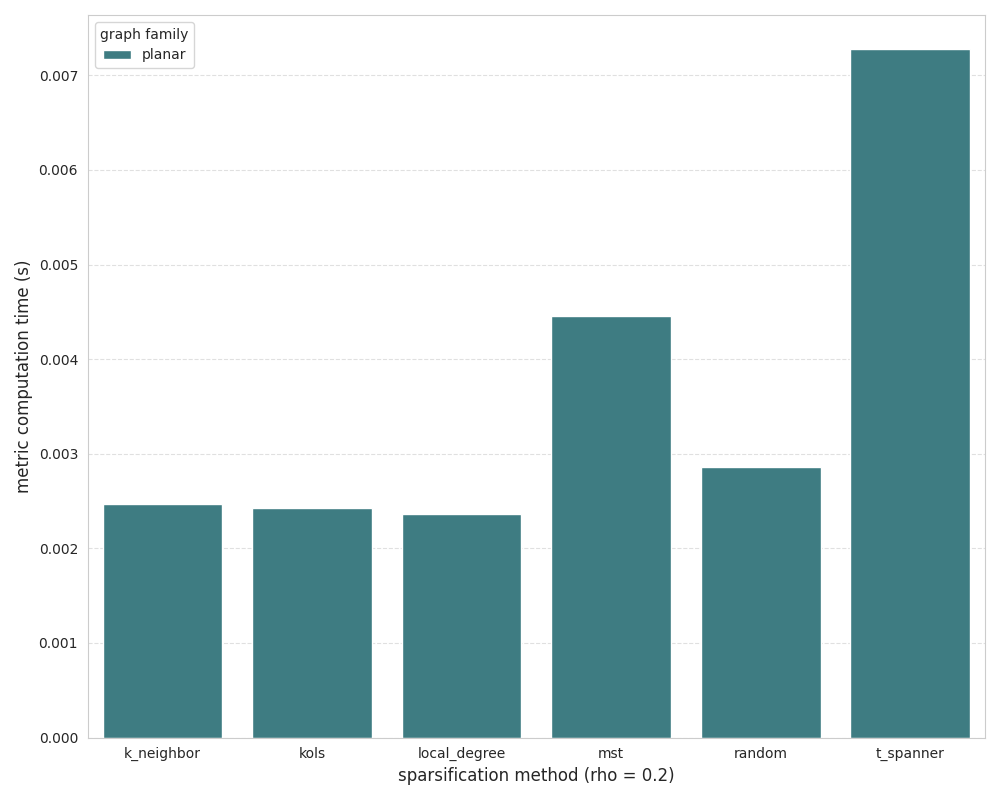 graph family
planar
metric computation time (s)
0.007
0.006
0.005
0.004
0.003
0.002
0.001
0.000
k_neighbor kols local_degree mst random t_spanner
sparsification method (rho = 0.2)